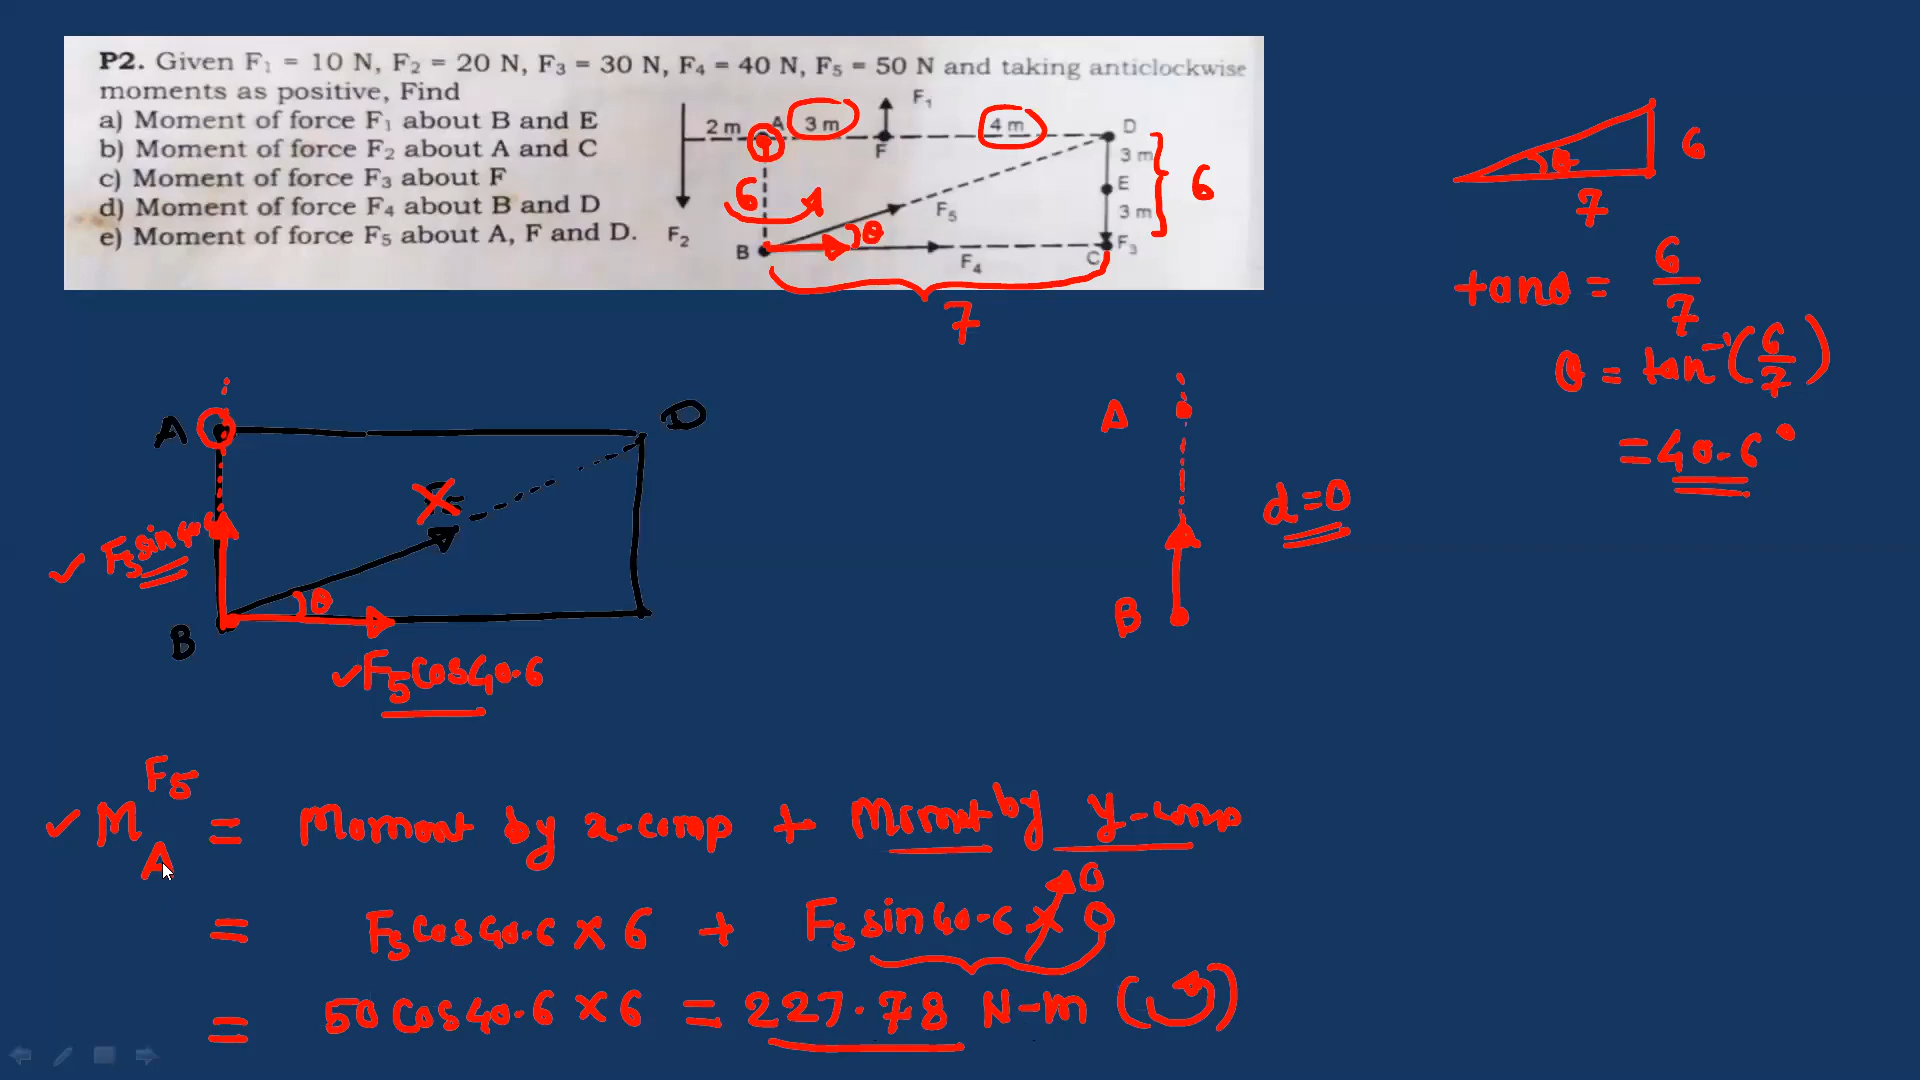 P2. Given F₁ = 10 N, F₂ = 20 N, F₃ = 30 N, F₄ = 40 N, F₅ = 50 N and taking anticlockwise
moments as positive, Find
a) Moment of force F₁ about B and E
b) Moment of force F₂ about A and C
c) Moment of force F₃ about F
d) Moment of force F₄ about B and D
e) Moment of force F₅ about A, F and D.
F₁
2 m A 3 m 4 m D
F
3 m
6 E 6
F₅ 3 m
F₂ θ F₃
B F₄ C
7
θ 6
7
tanθ = 6/7
θ = tan⁻¹(6/7)
= 40.6°
A D
F₅sin40
θ
B
F₅cos40.6
A
d=0
B
M_A^F₅ = Moment by x-comp + Moment by y-comp
= F₅cos40.6 × 6 + F₅sin40.6 × 0 0
= 50 cos40.6 × 6 = 227.78 N-m ( )